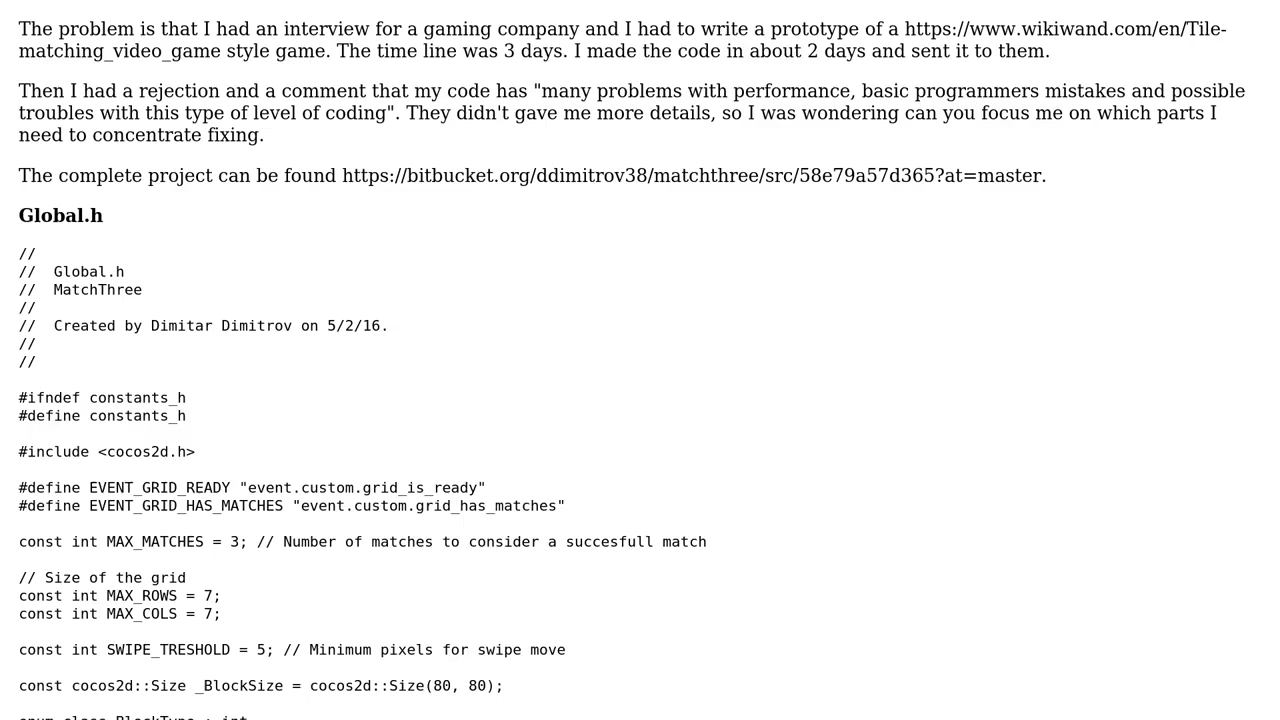 The problem is that I had an interview for a gaming company and I had to write a prototype of a https://www.wikiwand.com/en/Tile-
matching_video_game style game. The time line was 3 days. I made the code in about 2 days and sent it to them.
Then I had a rejection and a comment that my code has "many problems with performance, basic programmers mistakes and possible
troubles with this type of level of coding". They didn't gave me more details, so I was wondering can you focus me on which parts I
need to concentrate fixing.
The complete project can be found https://bitbucket.org/ddimitrov38/matchthree/src/58e79a57d365?at=master.
Global.h
//
//  Global.h
//  MatchThree
//
//  Created by Dimitar Dimitrov on 5/2/16.
//
//
#ifndef constants_h
#define constants_h
#include <cocos2d.h>
#define EVENT_GRID_READY "event.custom.grid_is_ready"
#define EVENT_GRID_HAS_MATCHES "event.custom.grid_has_matches"
const int MAX_MATCHES = 3; // Number of matches to consider a succesfull match
// Size of the grid
const int MAX_ROWS = 7;
const int MAX_COLS = 7;
const int SWIPE_TRESHOLD = 5; // Minimum pixels for swipe move
const cocos2d::Size _BlockSize = cocos2d::Size(80, 80);
enum class BlockType : int